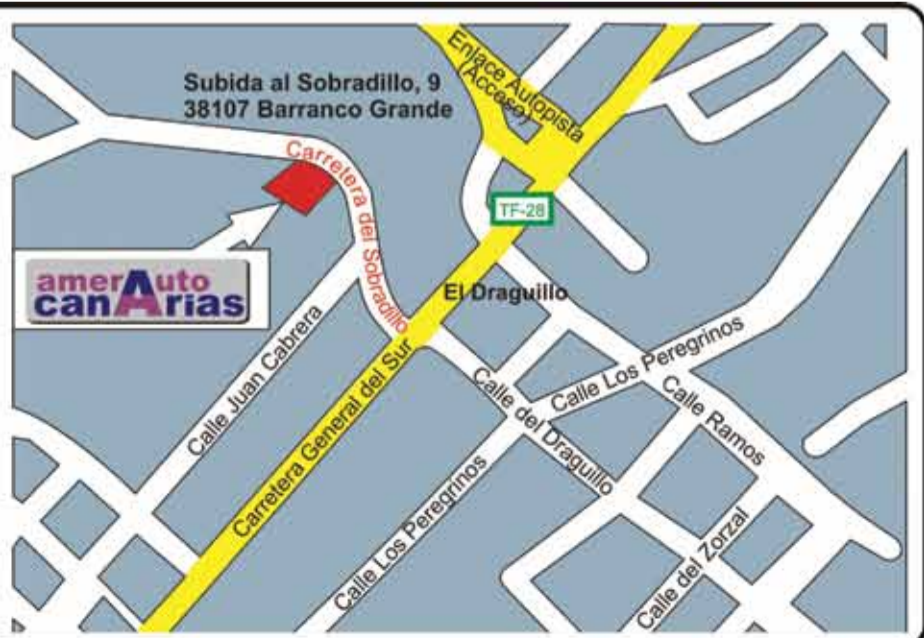 Subida al Sobradillo, 9
38107 Barranco Grande
Enlace Autopista
(Acceso)
Carretera del Sobradillo
TF-28
amerAuto
canArias
El Draguillo
Calle Juan Cabrera
Carretera General del Sur
Calle Los Peregrinos
Calle del Draguillo
Calle Ramos
Calle Los Peregrinos
Calle del Zorzal